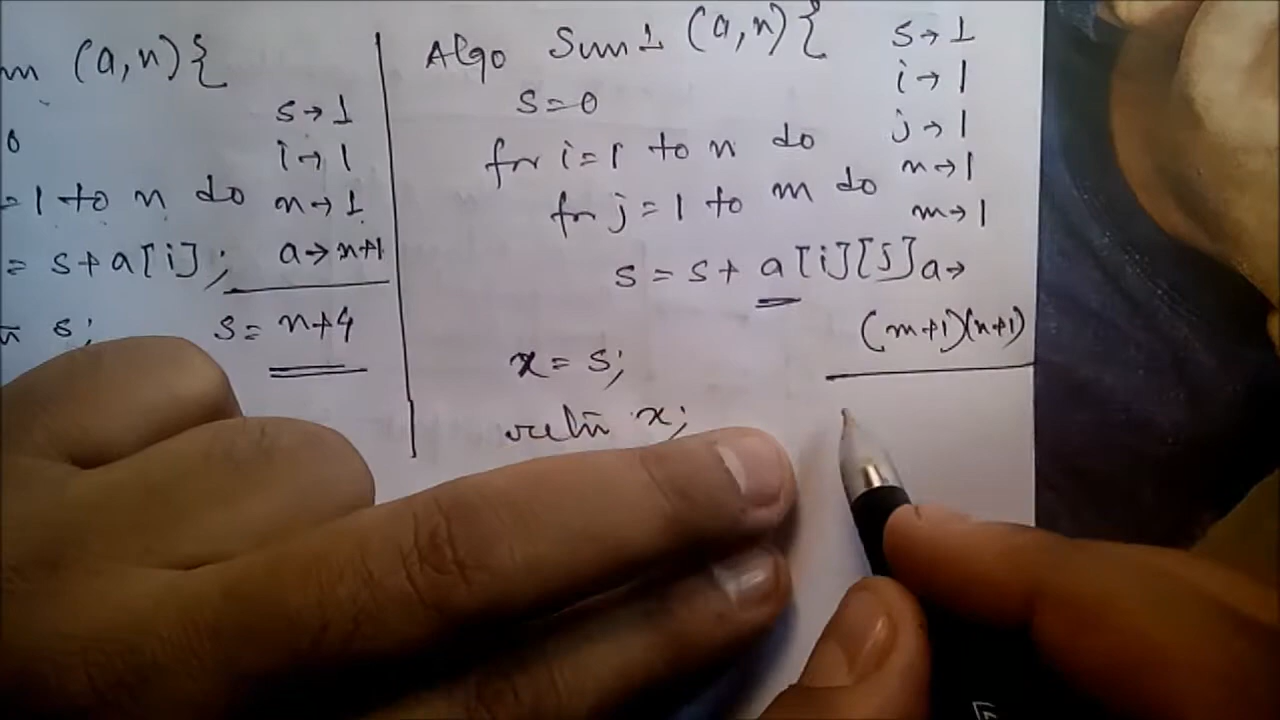 m (a,n){
s→1
0
i→1
=1 to n do
n→1
= s+a[i];
a→n+1
s;
s= n+4
Algo Sum1 (a,n){
s→1
s=0
i→1
for i=1 to n do
j→1
n→1
for j=1 to m do
m→1
s = s+ a[i][j]
a→
(m+1)(n+1)
x= s;
x;